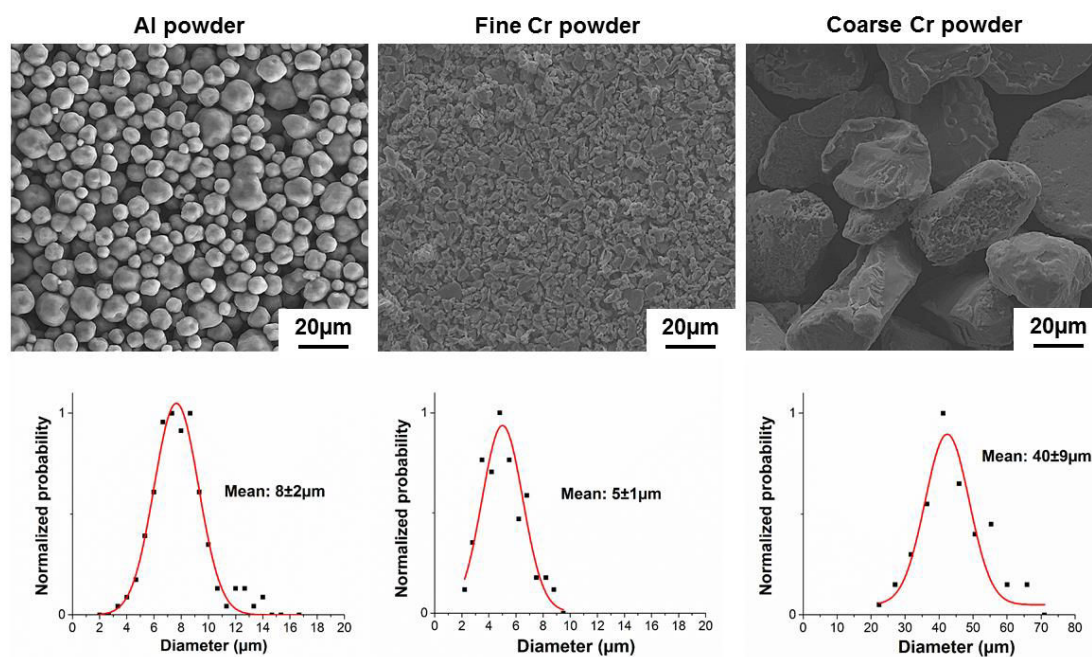 Al powder
Fine Cr powder
Coarse Cr powder
20µm
20µm
20µm
Normalized probability
1
0
Mean: 8±2µm
0 2 4 6 8 10 12 14 16 18 20
Diameter (µm)
Normalized probability
1
0
Mean: 5±1µm
0 2 4 6 8 10 12 14 16 18 20
Diameter (µm)
Normalized probability
1
0
Mean: 40±9µm
0 10 20 30 40 50 60 70 80
Diameter (µm)